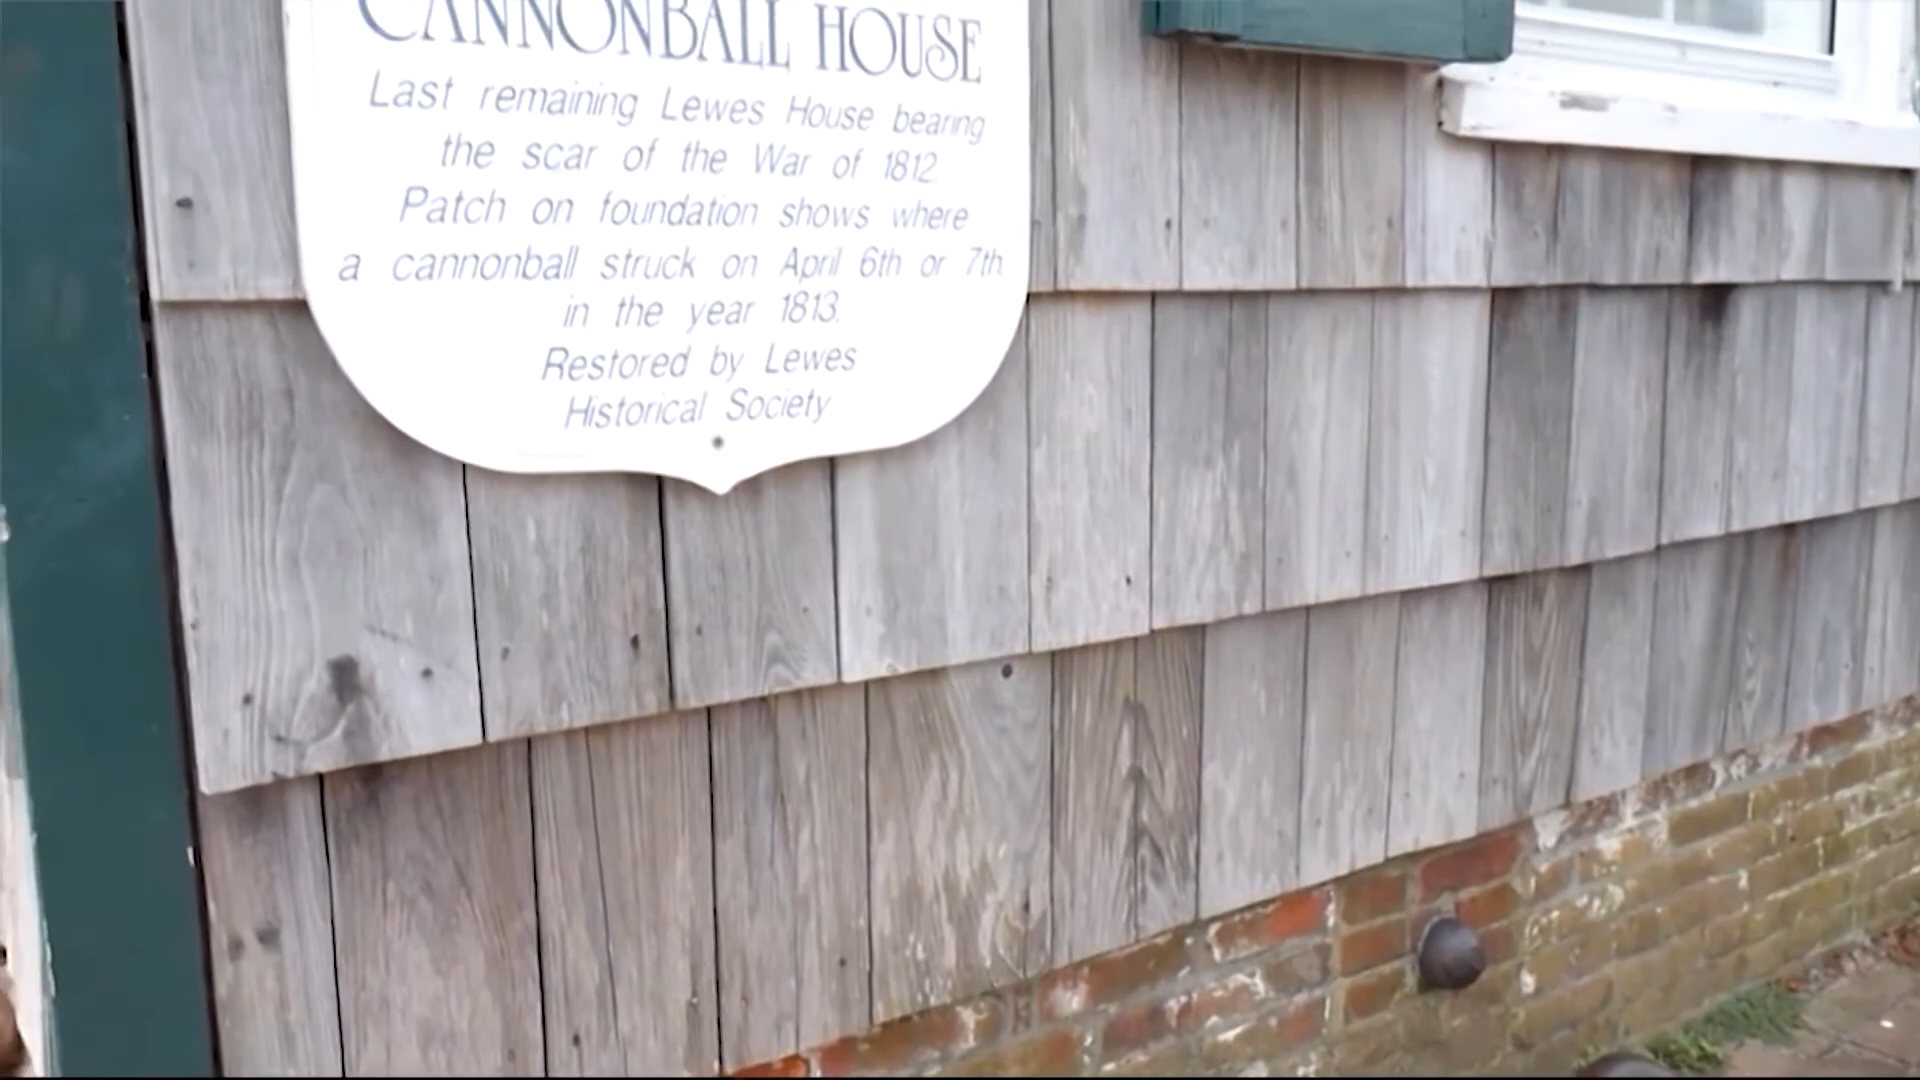 CANNONBALL HOUSE
Last remaining Lewes House bearing
the scar of the War of 1812.
Patch on foundation shows where
a cannonball struck on April 6th or 7th
in the year 1813.
Restored by Lewes
Historical Society